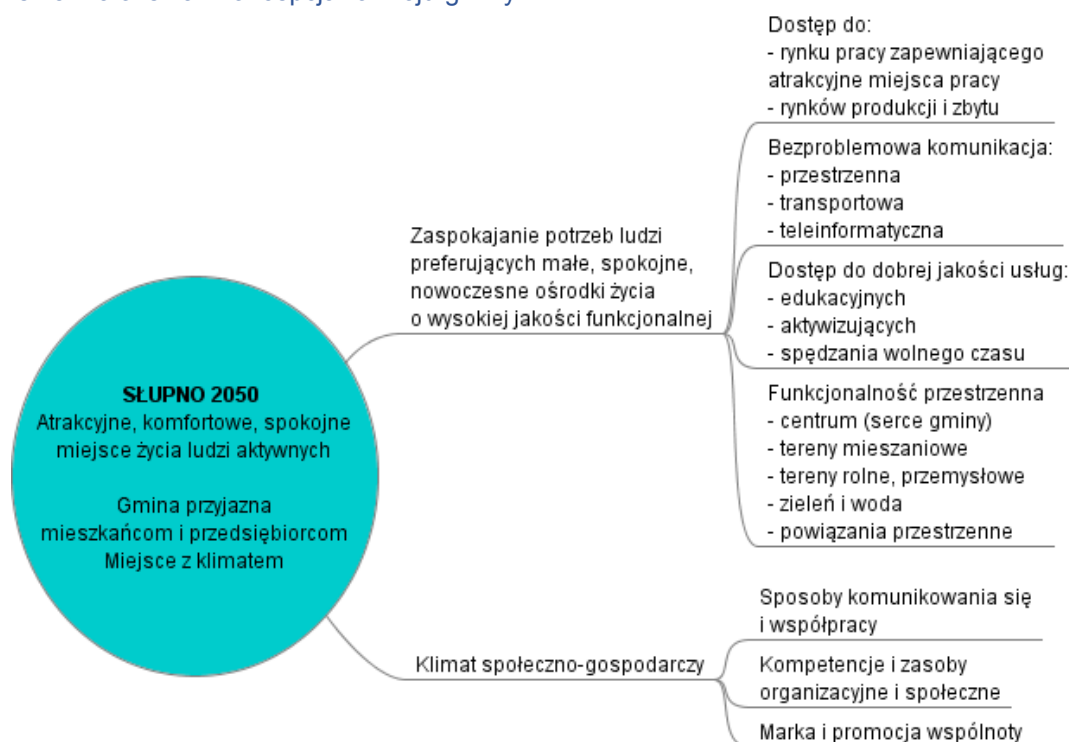 SŁUPNO 2050
Atrakcyjne, komfortowe, spokojne
miejsce życia ludzi aktywnych
Gmina przyjazna
mieszkańcom i przedsiębiorcom
Miejsce z klimatem
Zaspokajanie potrzeb ludzi
preferujących małe, spokojne,
nowoczesne ośrodki życia
o wysokiej jakości funkcjonalnej
Dostęp do:
- rynku pracy zapewniającego
atrakcyjne miejsca pracy
- rynków produkcji i zbytu
Bezproblemowa komunikacja:
- przestrzenna
- transportowa
- teleinformatyczna
Dostęp do dobrej jakości usług:
- edukacyjnych
- aktywizujących
- spędzania wolnego czasu
Funkcjonalność przestrzenna
- centrum (serce gminy)
- tereny mieszaniowe
- tereny rolne, przemysłowe
- zieleń i woda
- powiązania przestrzenne
Klimat społeczno-gospodarczy
Sposoby komunikowania się
i współpracy
Kompetencje i zasoby
organizacyjne i społeczne
Marka i promocja wspólnoty